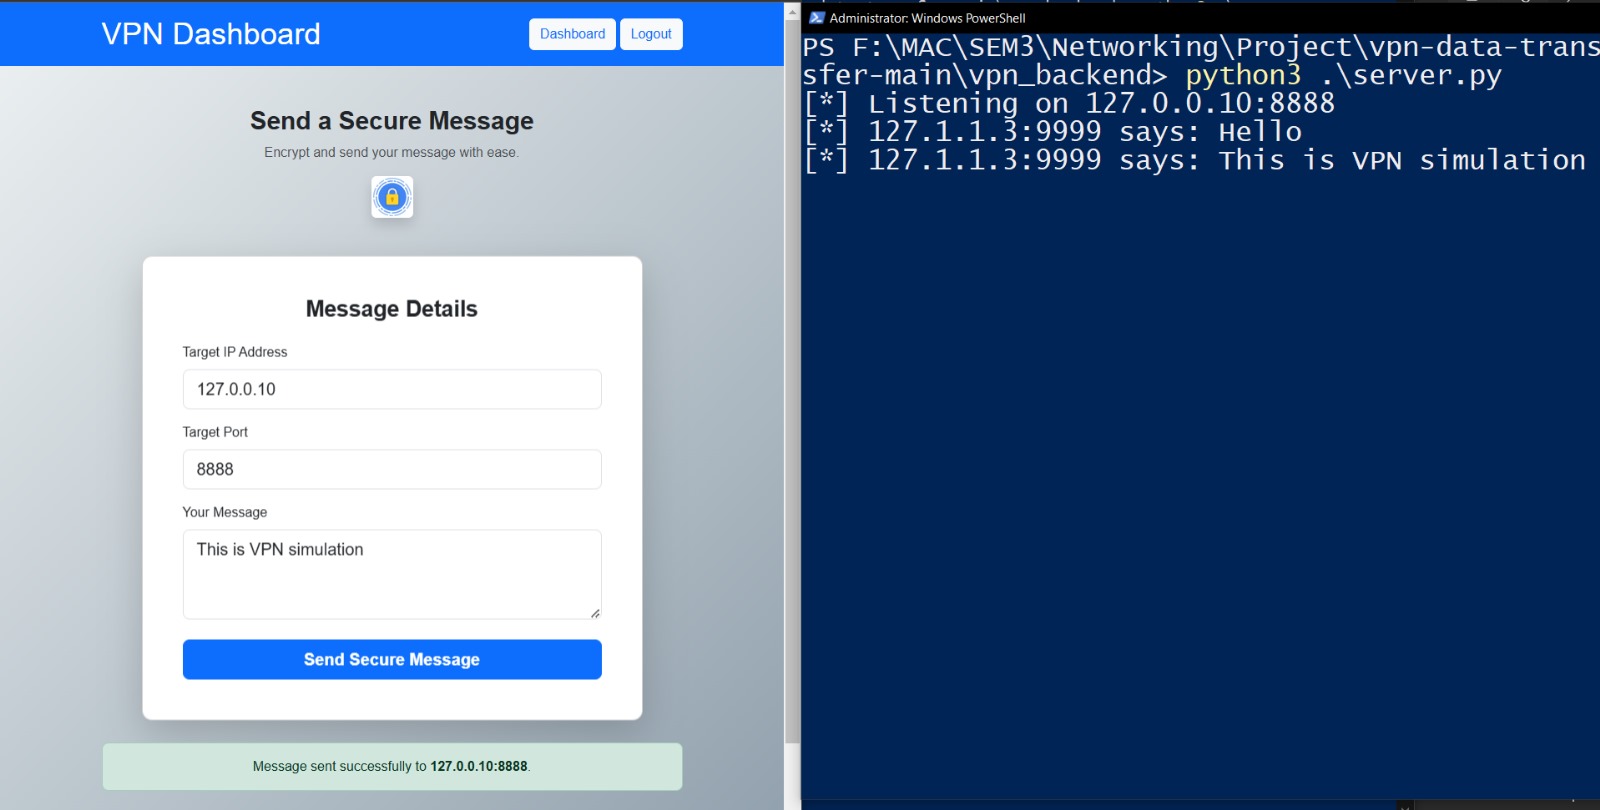 VPN Dashboard
Dashboard
Logout
Send a Secure Message
Encrypt and send your message with ease.
Message Details
Target IP Address
127.0.0.10
Target Port
8888
Your Message
This is VPN simulation
Send Secure Message
Message sent successfully to 127.0.0.10:8888.
Administrator: Windows PowerShell
PS F:\MAC\SEM3\Networking\Project\vpn-data-trans
sfer-main\vpn_backend> python3 .\server.py
[*] Listening on 127.0.0.10:8888
[*] 127.1.1.3:9999 says: Hello
[*] 127.1.1.3:9999 says: This is VPN simulation